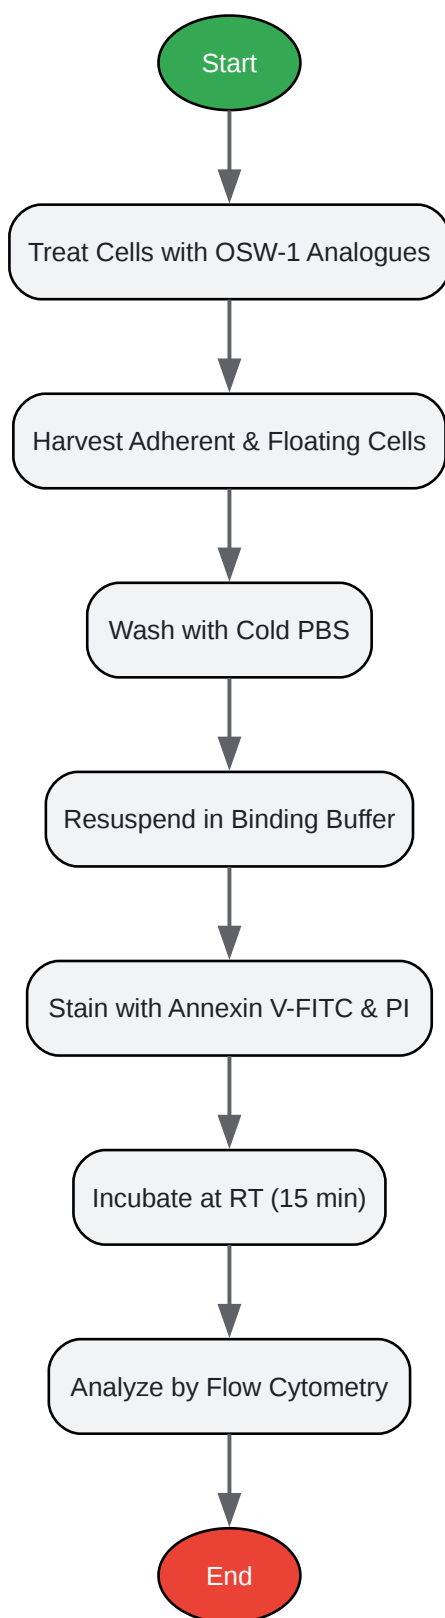 Start
Treat Cells with OSW-1 Analogues
Harvest Adherent & Floating Cells
Wash with Cold PBS
Resuspend in Binding Buffer
Stain with Annexin V-FITC & PI
Incubate at RT (15 min)
Analyze by Flow Cytometry
End